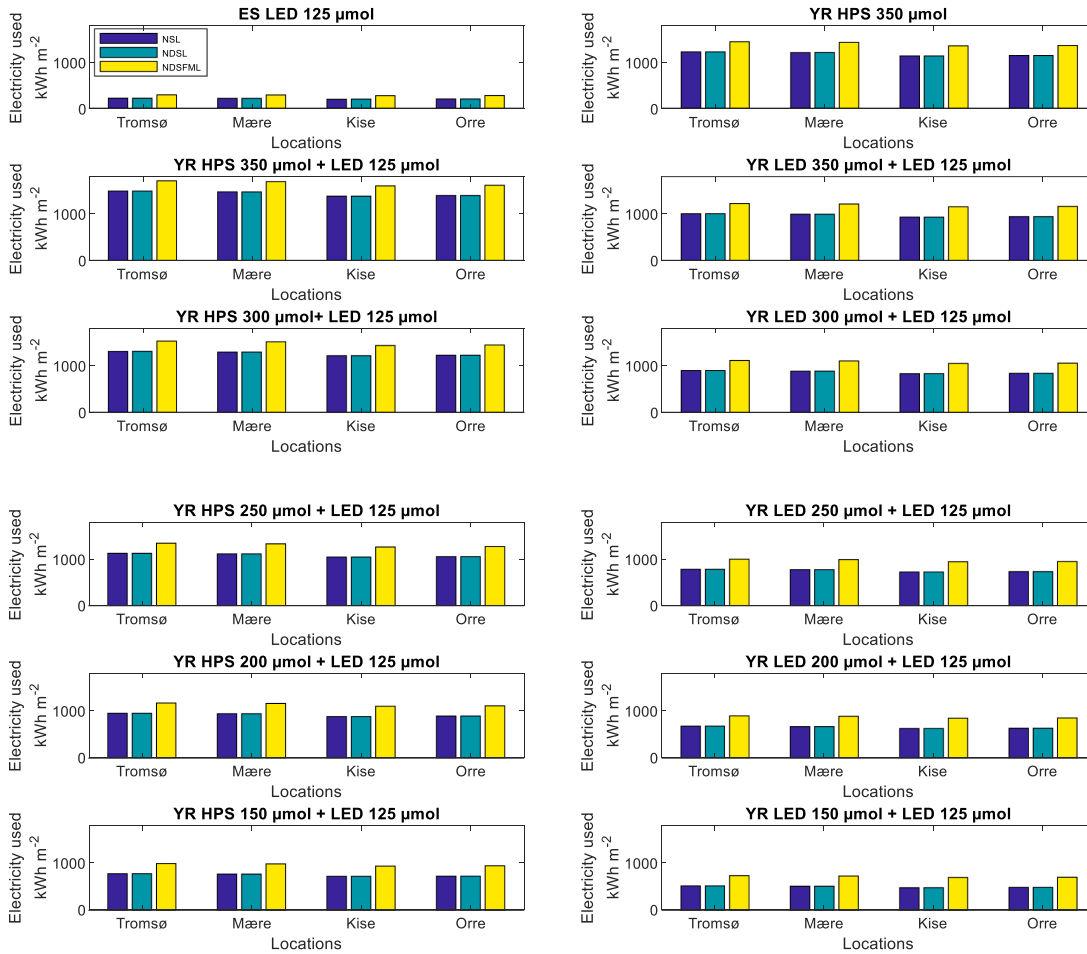 ES LED 125 µmol
Electricity used
kWh m-2
1000
0
NSL
NDSL
NDSFML
Tromsø Mære Kise Orre
Locations
YR HPS 350 µmol
Electricity used
kWh m-2
1000
0
Tromsø Mære Kise Orre
Locations
YR HPS 350 µmol + LED 125 µmol
Electricity used
kWh m-2
1000
0
Tromsø Mære Kise Orre
Locations
YR LED 350 µmol + LED 125 µmol
Electricity used
kWh m-2
1000
0
Tromsø Mære Kise Orre
Locations
YR HPS 300 µmol+ LED 125 µmol
Electricity used
kWh m-2
1000
0
Tromsø Mære Kise Orre
Locations
YR LED 300 µmol + LED 125 µmol
Electricity used
kWh m-2
1000
0
Tromsø Mære Kise Orre
Locations
YR HPS 250 µmol + LED 125 µmol
Electricity used
kWh m-2
1000
0
Tromsø Mære Kise Orre
Locations
YR LED 250 µmol + LED 125 µmol
Electricity used
kWh m-2
1000
0
Tromsø Mære Kise Orre
Locations
YR HPS 200 µmol + LED 125 µmol
Electricity used
kWh m-2
1000
0
Tromsø Mære Kise Orre
Locations
YR LED 200 µmol + LED 125 µmol
Electricity used
kWh m-2
1000
0
Tromsø Mære Kise Orre
Locations
YR HPS 150 µmol + LED 125 µmol
Electricity used
kWh m-2
1000
0
Tromsø Mære Kise Orre
Locations
YR LED 150 µmol + LED 125 µmol
Electricity used
kWh m-2
1000
0
Tromsø Mære Kise Orre
Locations